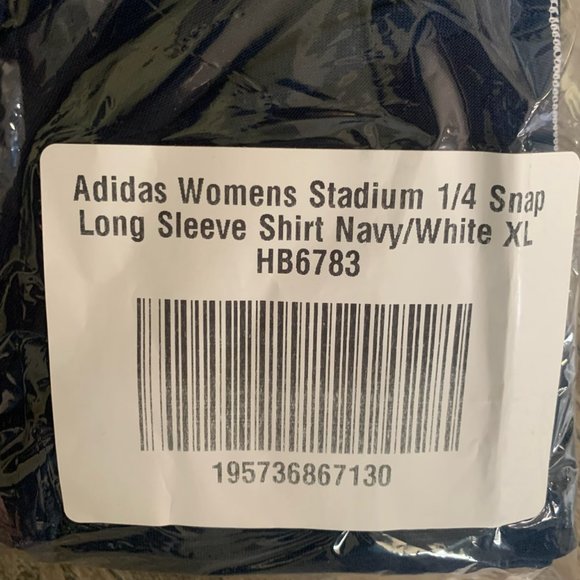 Adidas Womens Stadium 1/4 Snap
Long Sleeve Shirt Navy/White XL
HB6783
195736867130